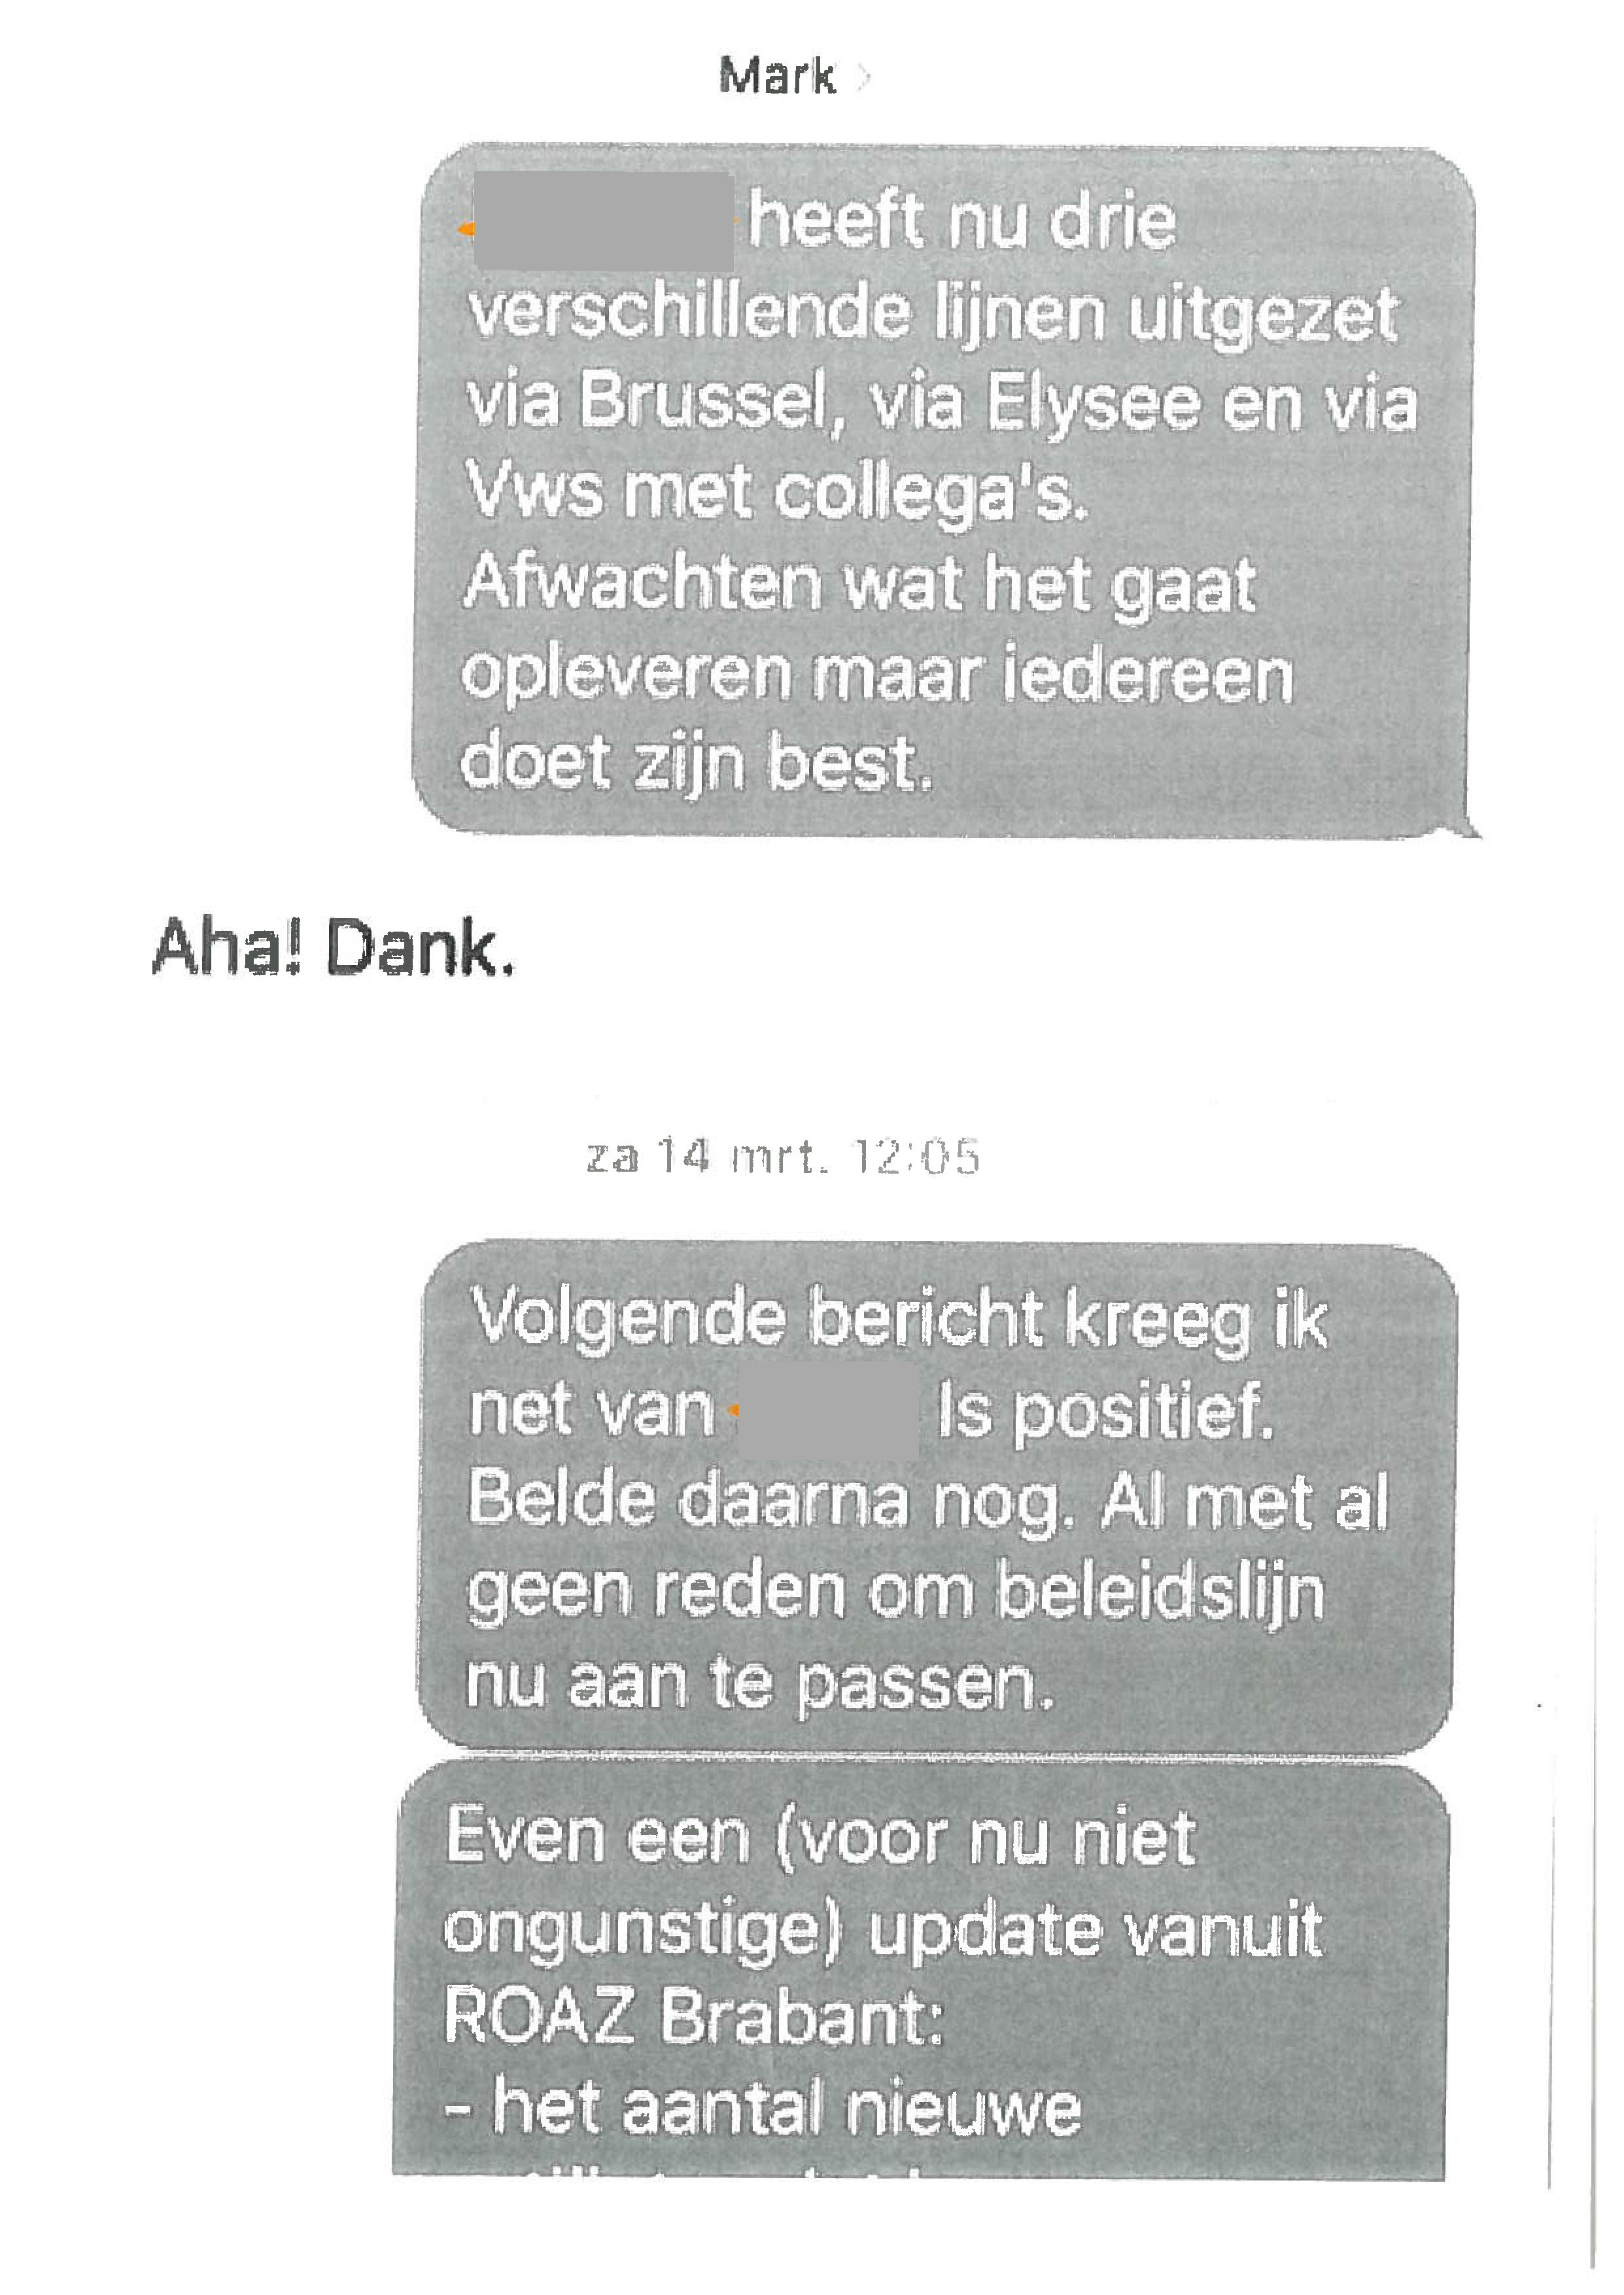 Mark
heeft nu drie
verschillende lijnen uitgezet
via Brussel, via Elysee en via
Vws met collega's.
Afwachten wat het gaat
opleveren maar iedereen
doet zijn best.
Aha! Dank.
za 14 mrt. 12:05
Volgende bericht kreeg ik
net van Is positief.
Belde daarna nog. Al met al
geen reden om beleidslijn
nu aan te passen.
Even een (voor nu niet
ongunstige) update vanuit
ROAZ Brabant:
- het aantal nieuwe